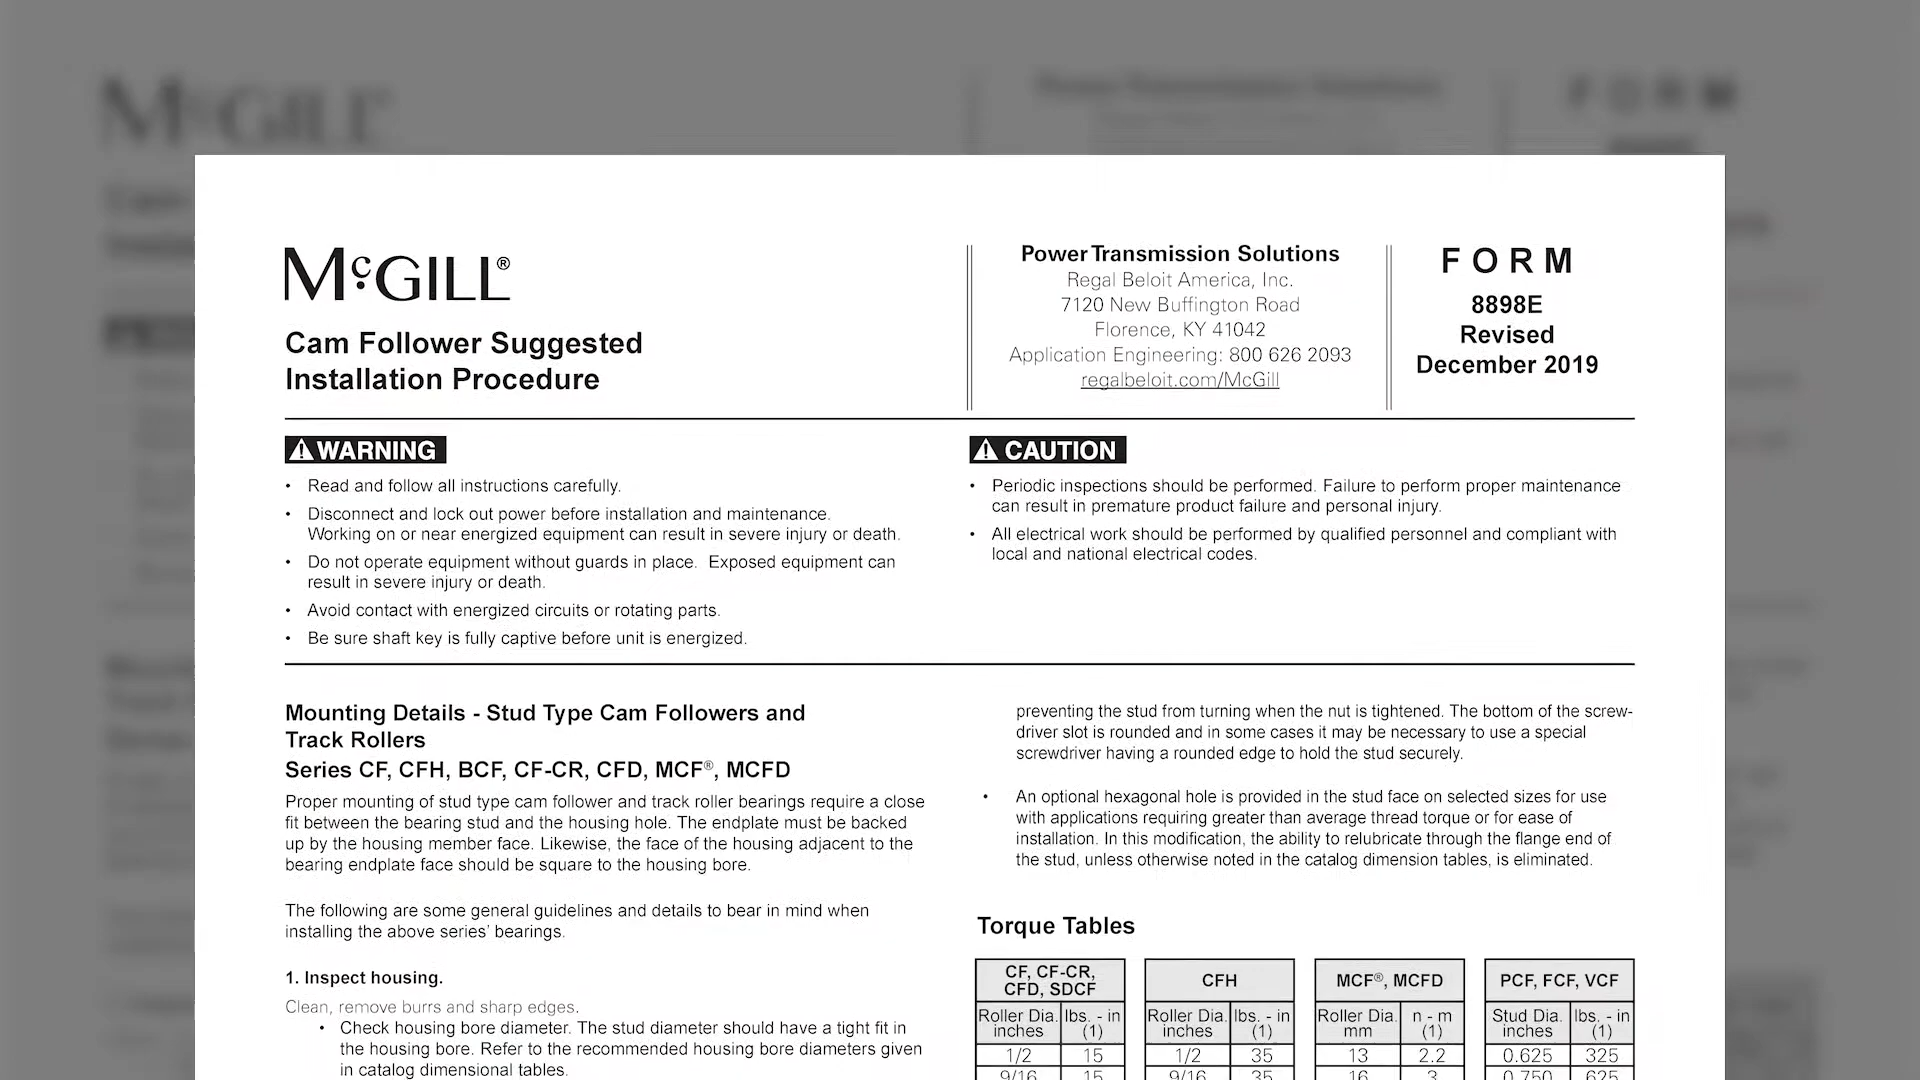 McGILL®
Cam Follower Suggested
Installation Procedure
Power Transmission Solutions
Regal Beloit America, Inc.
7120 New Buffington Road
Florence, KY 41042
Application Engineering: 800 626 2093
regalbeloit.com/McGill
FORM
8898E
Revised
December 2019
WARNING
• Read and follow all instructions carefully.
• Disconnect and lock out power before installation and maintenance.
Working on or near energized equipment can result in severe injury or death.
• Do not operate equipment without guards in place. Exposed equipment can
result in severe injury or death.
• Avoid contact with energized circuits or rotating parts.
• Be sure shaft key is fully captive before unit is energized.
CAUTION
• Periodic inspections should be performed. Failure to perform proper maintenance
can result in premature product failure and personal injury.
• All electrical work should be performed by qualified personnel and compliant with
local and national electrical codes.
Mounting Details - Stud Type Cam Followers and
Track Rollers
Series CF, CFH, BCF, CF-CR, CFD, MCF®, MCFD
Proper mounting of stud type cam follower and track roller bearings require a close
fit between the bearing stud and the housing hole. The endplate must be backed
up by the housing member face. Likewise, the face of the housing adjacent to the
bearing endplate face should be square to the housing bore.
The following are some general guidelines and details to bear in mind when
installing the above series' bearings.
1. Inspect housing.
Clean, remove burrs and sharp edges.
• Check housing bore diameter. The stud diameter should have a tight fit in
the housing bore. Refer to the recommended housing bore diameters given
in catalog dimensional tables.
preventing the stud from turning when the nut is tightened. The bottom of the screw-
driver slot is rounded and in some cases it may be necessary to use a special
screwdriver having a rounded edge to hold the stud securely.
• An optional hexagonal hole is provided in the stud face on selected sizes for use
with applications requiring greater than average thread torque or for ease of
installation. In this modification, the ability to relubricate through the flange end of
the stud, unless otherwise noted in the catalog dimension tables, is eliminated.
Torque Tables
CF, CF-CR,
CFD, SDCF
Roller Dia. lbs. - in
inches (1)
1/2 15
9/16 15
CFH
Roller Dia. lbs. - in
inches (1)
1/2 35
9/16 35
MCF®, MCFD
Roller Dia. n - m
mm (1)
13 2.2
16 3
PCF, FCF, VCF
Stud Dia. lbs. - in
inches (1)
0.625 325
0.750 625